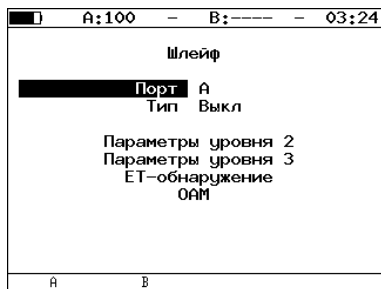 A:100 – B:---- – 03:24
Шлейф
Порт А
Тип Выкл
Параметры уровня 2
Параметры уровня 3
ET-обнаружение
OAM
A B